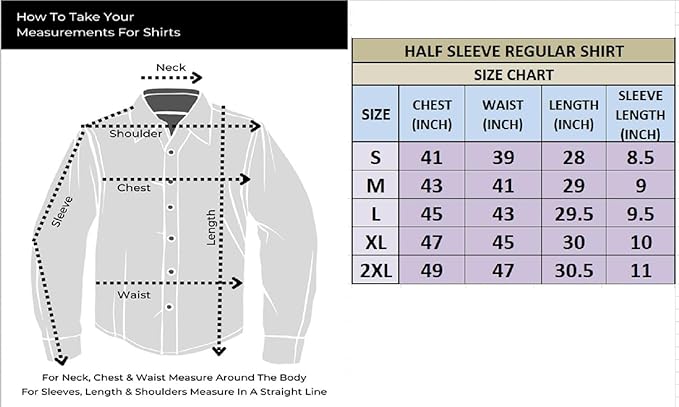 How To Take Your
Measurements For Shirts
Neck
Shoulder
Chest
Sleeve
Length
Waist
For Neck, Chest & Waist Measure Around The Body
For Sleeves, Length & Shoulders Measure In A Straight Line
HALF SLEEVE REGULAR SHIRT
SIZE CHART
SIZE CHEST (INCH) WAIST (INCH) LENGTH (INCH) SLEEVE LENGTH (INCH)
S 41 39 28 8.5
M 43 41 29 9
L 45 43 29.5 9.5
XL 47 45 30 10
2XL 49 47 30.5 11